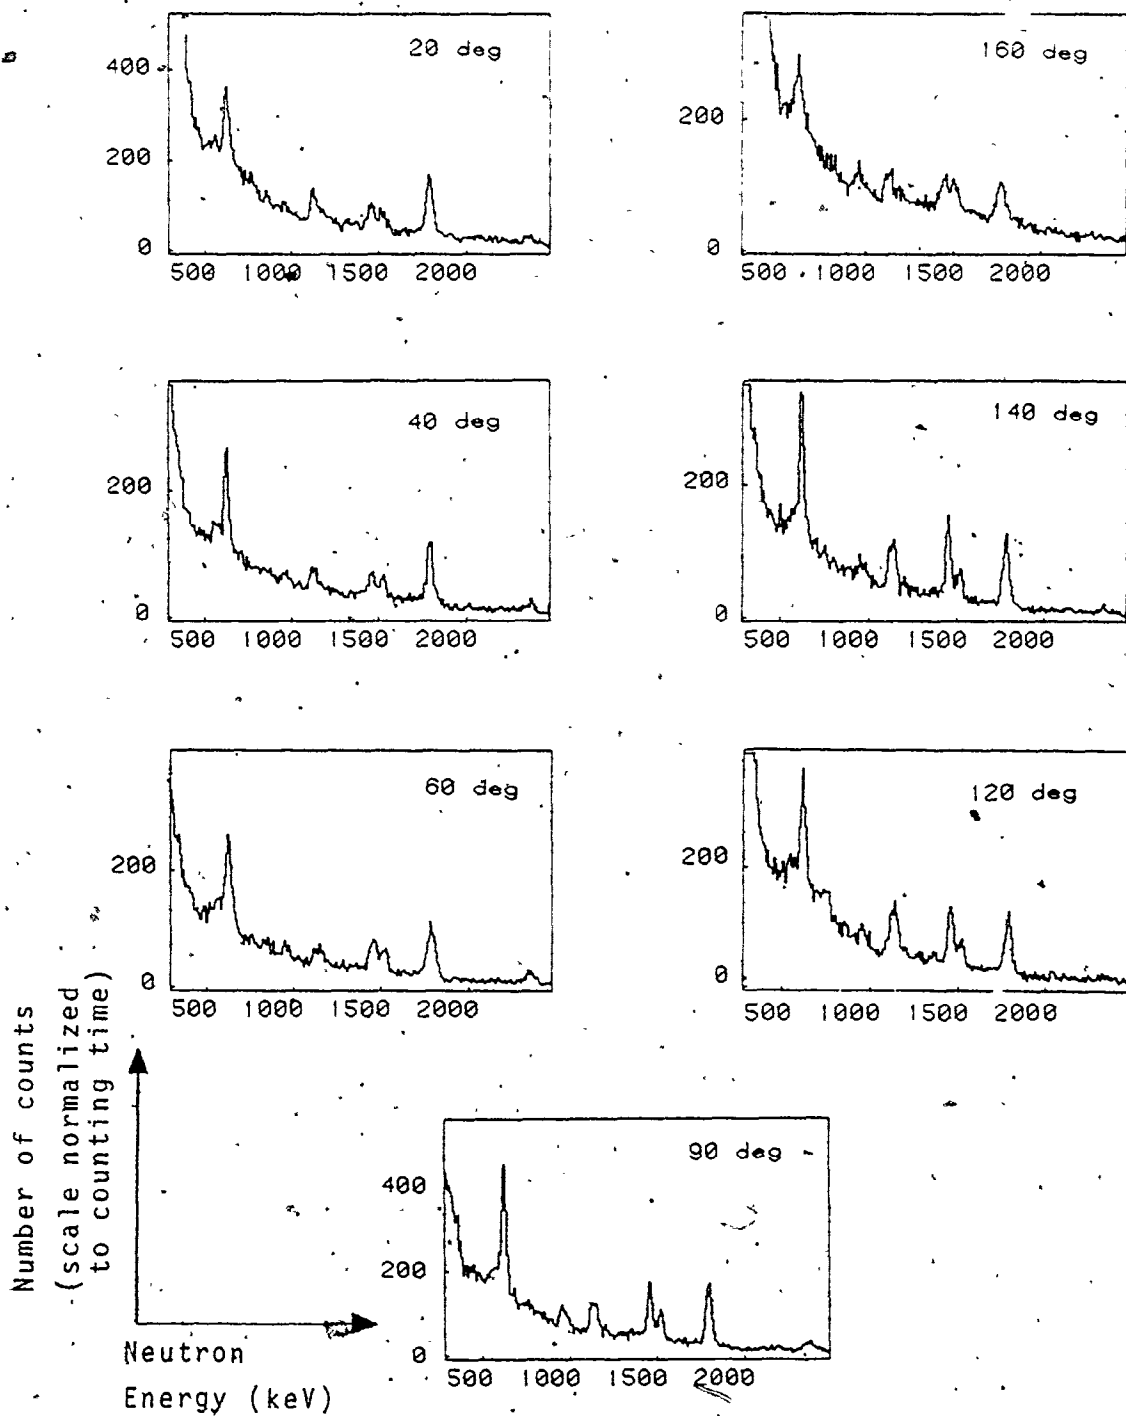 20 deg
400
200
0
500 1000 1500 2000
160 deg
200
0
500 1000 1500 2000
40 deg
200
0
500 1000 1500 2000
140 deg
200
0
500 1000 1500 2000
60 deg
200
0
500 1000 1500 2000
120 deg
200
0
500 1000 1500 2000
90 deg
400
200
0
500 1000 1500 2000
Number of counts
(scale normalized
to counting time)
Neutron
Energy (keV)